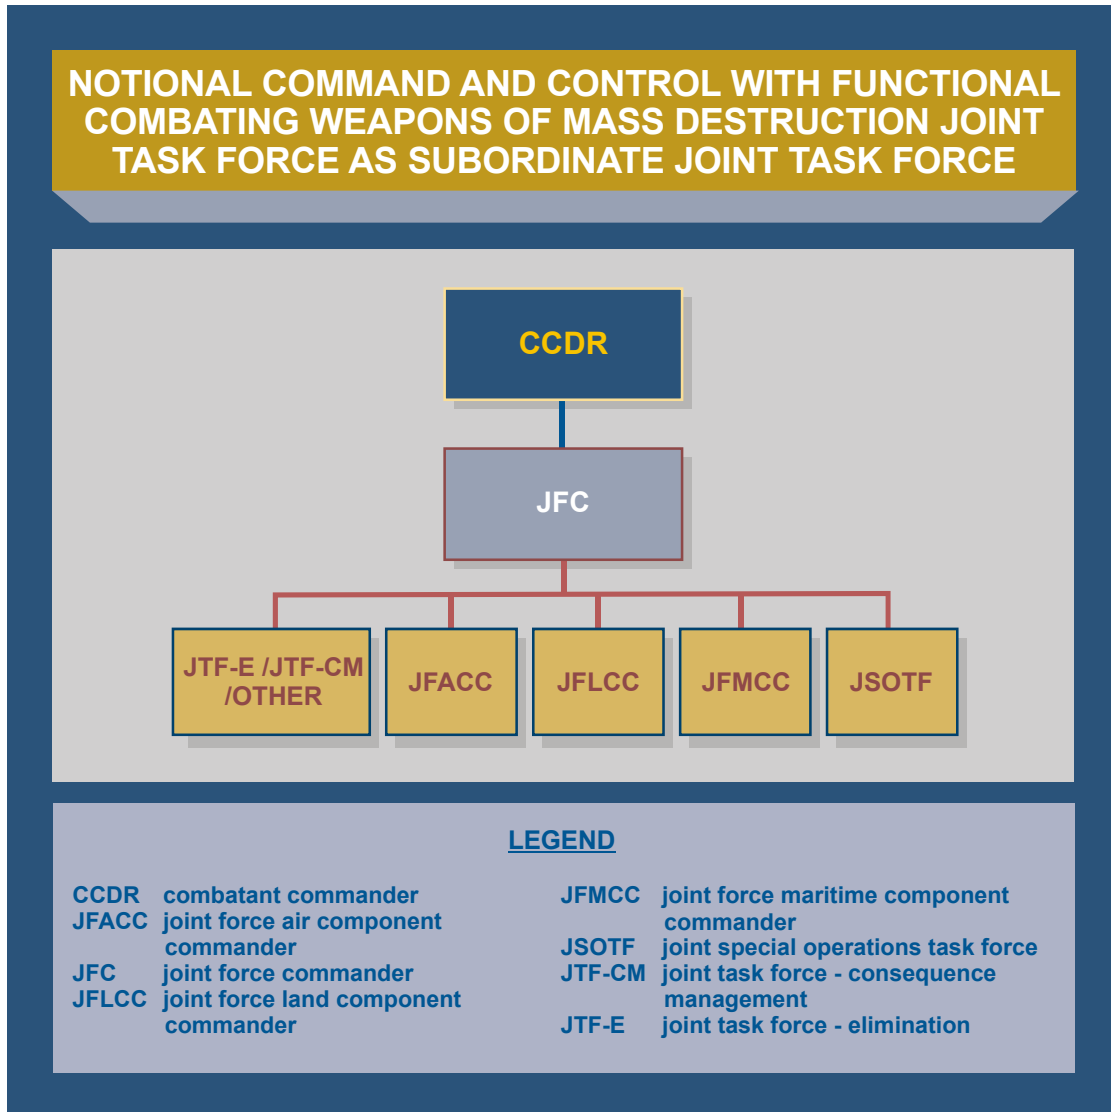 NOTIONAL COMMAND AND CONTROL WITH FUNCTIONAL
COMBATING WEAPONS OF MASS DESTRUCTION JOINT
TASK FORCE AS SUBORDINATE JOINT TASK FORCE
CCDR
JFC
JTF-E /JTF-CM
/OTHER
JFACC
JFLCC
JFMCC
JSOTF
LEGEND
CCDR combatant commander
JFACC joint force air component
commander
JFC joint force commander
JFLCC joint force land component
commander
JFMCC joint force maritime component
commander
JSOTF joint special operations task force
JTF-CM joint task force - consequence
management
JTF-E joint task force - elimination